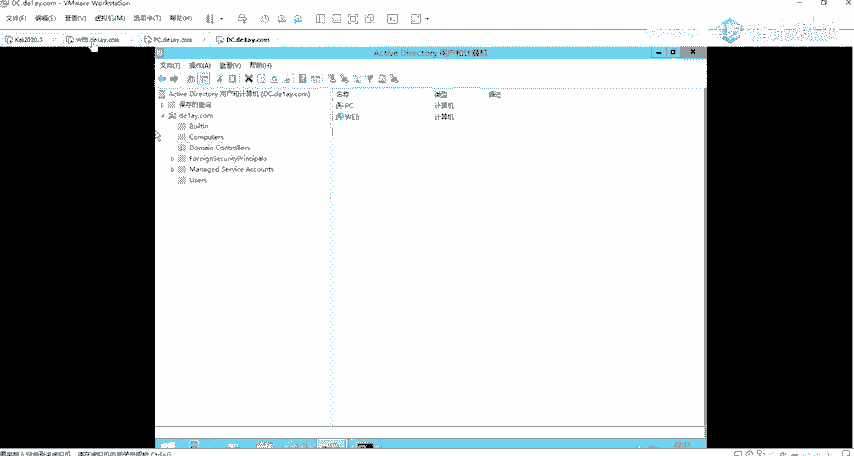 DC.de1ay.com - VMware Workstation
文件(F) 编辑(E) 查看(V) 虚拟机(M) 选项卡(T) 帮助(H)
Kali2020.3 WEB.de1ay.com PC.de1ay.com DC.de1ay.com
Active Directory 用户和计算机
文件(F) 操作(A) 查看(V) 帮助(H)
Active Directory 用户和计算机 (DC.de1ay.com)
保存的查询
de1ay.com
Builtin
Computers
Domain Controllers
ForeignSecurityPrincipals
Managed Service Accounts
Users
名称 类型 描述
PC 计算机
WEB 计算机